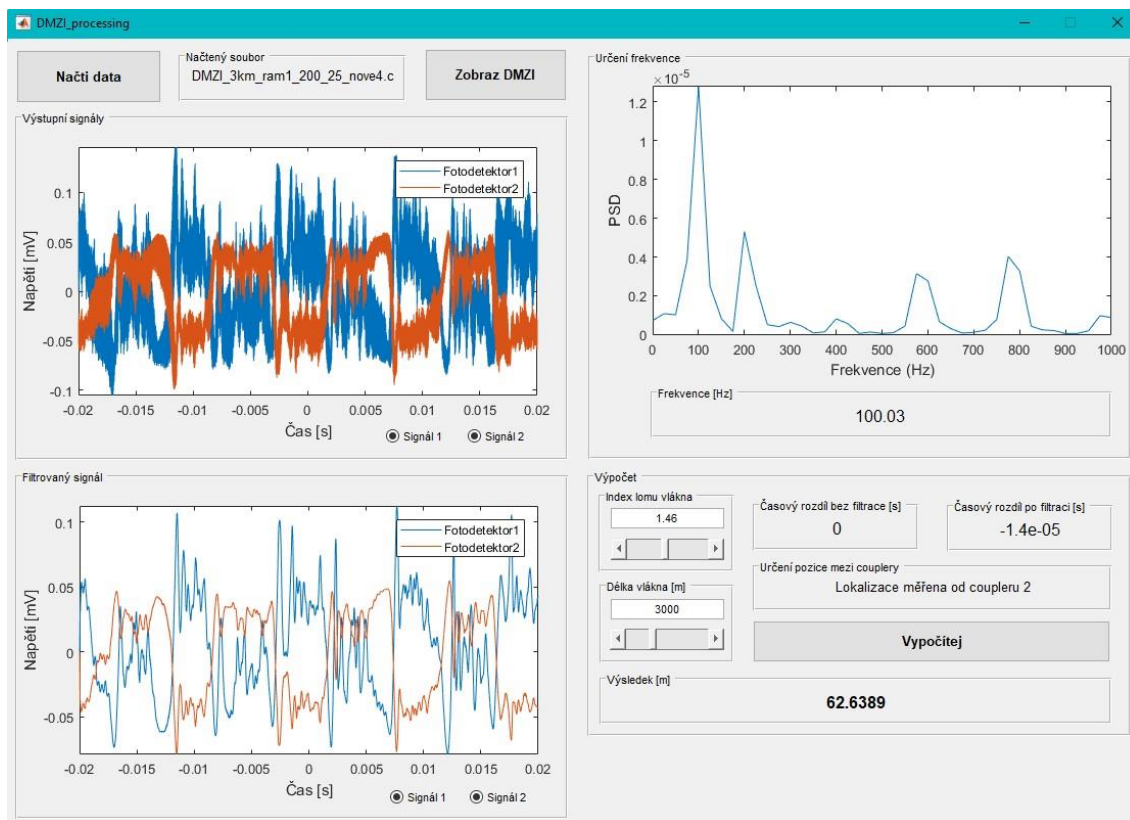 DMZI_processing
Načti data
Načtený soubor
DMZI_3km_ram1_200_25_nove4.c
Zobraz DMZI
Výstupní signály
Fotodetektor1
Fotodetektor2
0.1
0.05
0
-0.05
-0.1
Napětí [mV]
-0.02 -0.015 -0.01 -0.005 0 0.005 0.01 0.015 0.02
Čas [s]
Signál 1 Signál 2
Filtrovaný signál
Fotodetektor1
Fotodetektor2
0.1
0.05
0
-0.05
Napětí [mV]
-0.02 -0.015 -0.01 -0.005 0 0.005 0.01 0.015 0.02
Čas [s]
Signál 1 Signál 2
Určení frekvence
× 10^-5
1.2
1
0.8
0.6
0.4
0.2
0
PSD
0 100 200 300 400 500 600 700 800 900 1000
Frekvence (Hz)
Frekvence [Hz]
100.03
Výpočet
Index lomu vlákna
1.46
Časový rozdíl bez filtrace [s]
0
Časový rozdíl po filtraci [s]
-1.4e-05
Délka vlákna [m]
3000
Určení pozice mezi couplery
Lokalizace měřena od coupleru 2
Vypočítej
Výsledek [m]
62.6389